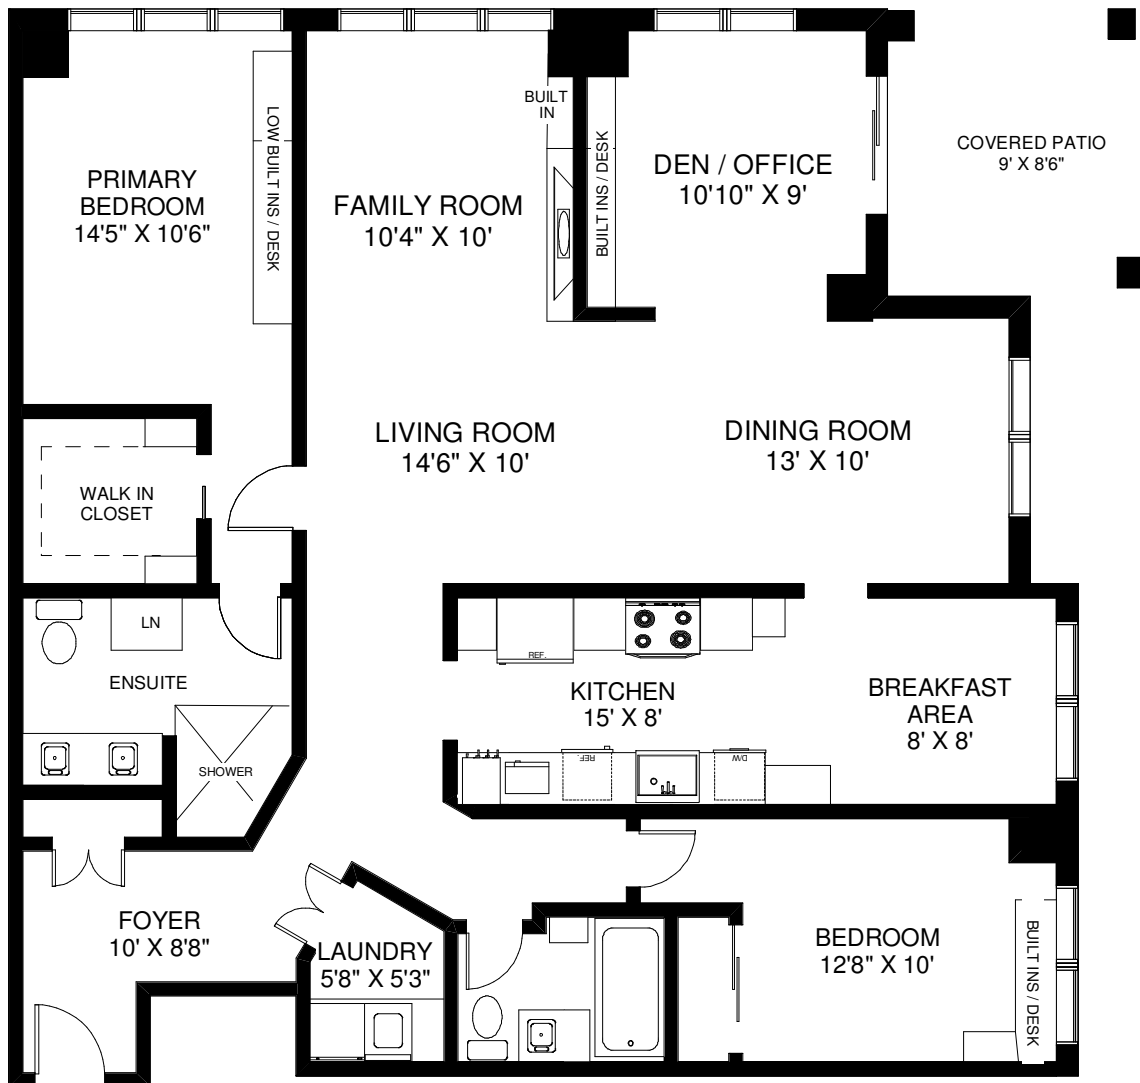 PRIMARY
BEDROOM
14'5" X 10'6"
LOW BUILT INS / DESK
FAMILY ROOM
10'4" X 10'
BUILT
IN
BUILT INS / DESK
DEN / OFFICE
10'10" X 9'
COVERED PATIO
9' X 8'6"
LIVING ROOM
14'6" X 10'
DINING ROOM
13' X 10'
WALK IN
CLOSET
LN
ENSUITE
SHOWER
REF.
KITCHEN
15' X 8'
REF.
D/W
BREAKFAST
AREA
8' X 8'
FOYER
10' X 8'8"
LAUNDRY
5'8" X 5'3"
BEDROOM
12'8" X 10'
BUILT INS / DESK